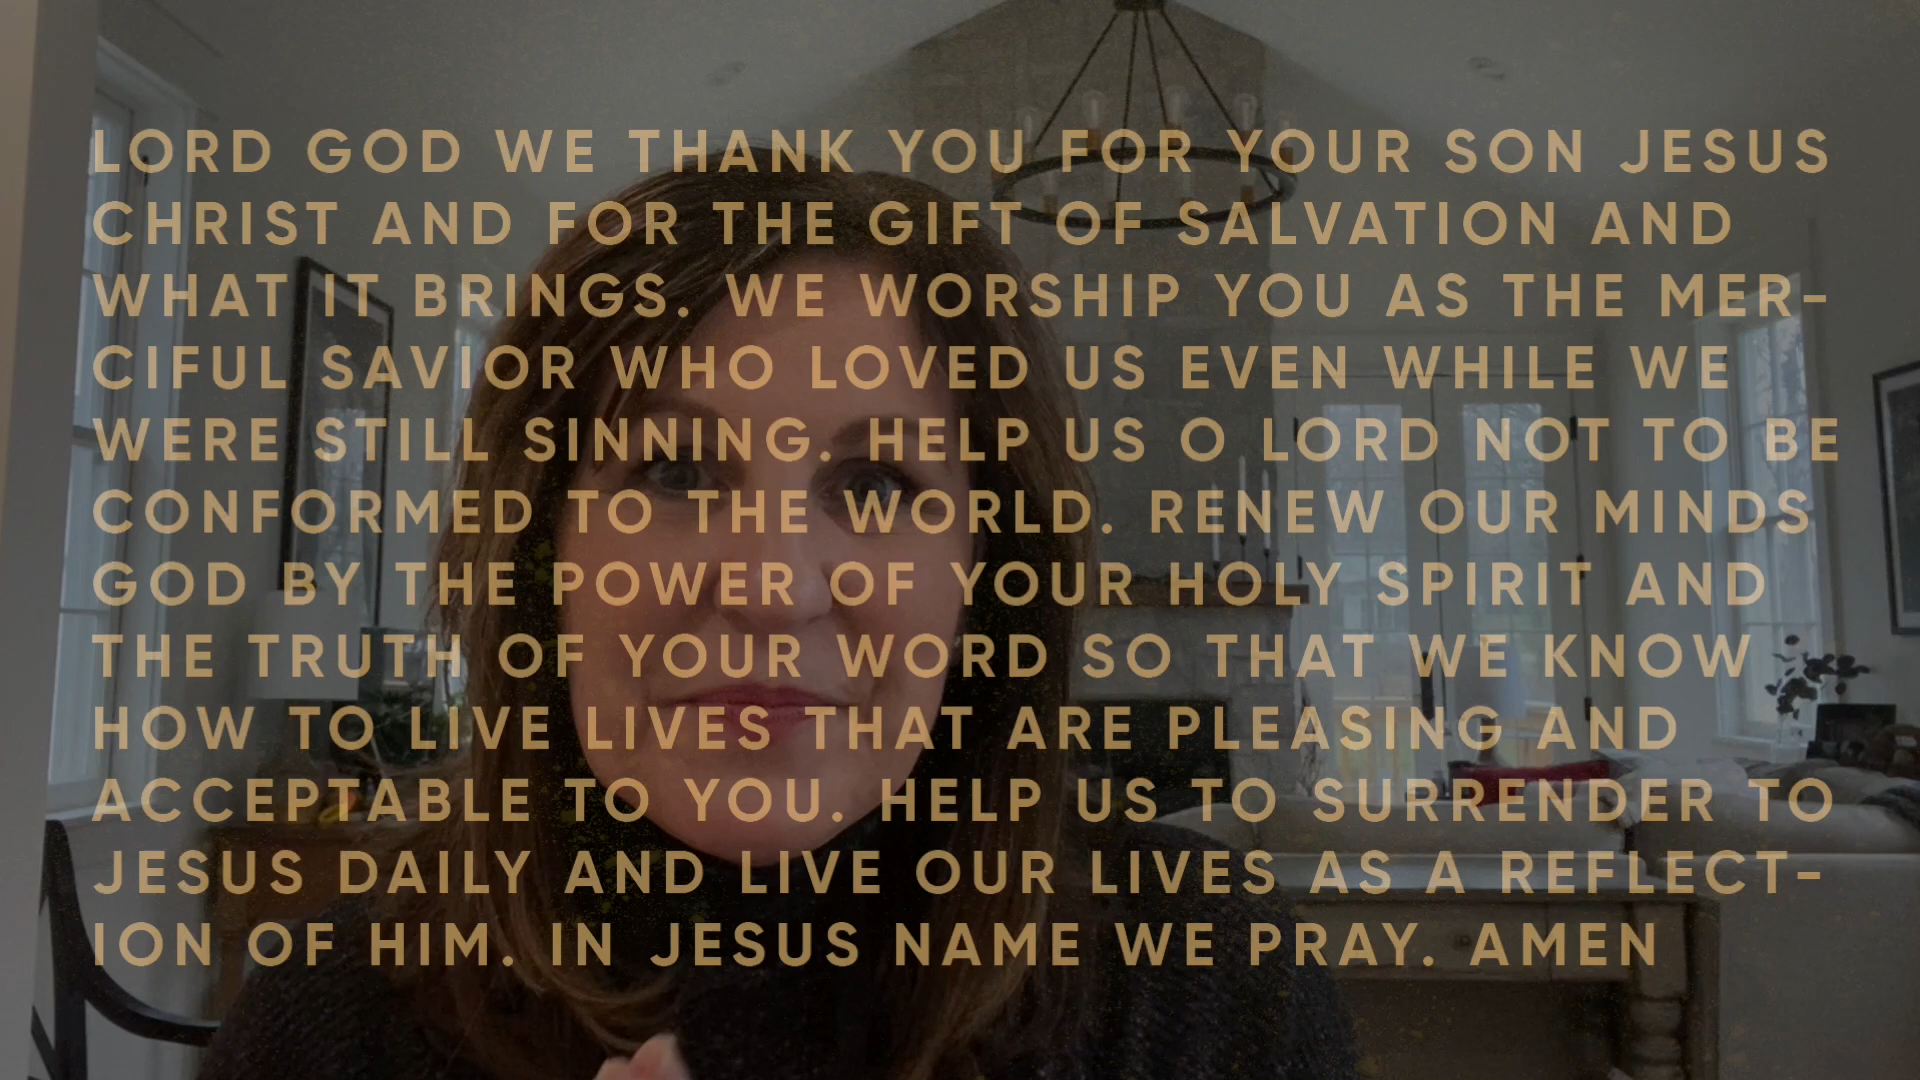 LORD GOD WE THANK YOU FOR YOUR SON JESUS
CHRIST AND FOR THE GIFT OF SALVATION AND
WHAT IT BRINGS. WE WORSHIP YOU AS THE MER-
CIFUL SAVIOR WHO LOVED US EVEN WHILE WE
WERE STILL SINNING. HELP US O LORD NOT TO BE
CONFORMED TO THE WORLD. RENEW OUR MINDS
GOD BY THE POWER OF YOUR HOLY SPIRIT AND
THE TRUTH OF YOUR WORD SO THAT WE KNOW
HOW TO LIVE LIVES THAT ARE PLEASING AND
ACCEPTABLE TO YOU. HELP US TO SURRENDER TO
JESUS DAILY AND LIVE OUR LIVES AS A REFLECT-
ION OF HIM. IN JESUS NAME WE PRAY. AMEN